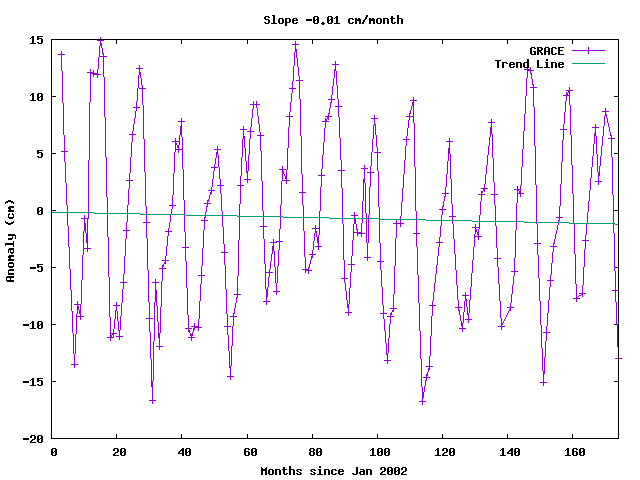 Slope -0.01 cm/month
GRACE
Trend Line
15
10
5
0
-5
-10
-15
-20
Anomaly (cm)
0 20 40 60 80 100 120 140 160
Months since Jan 2002